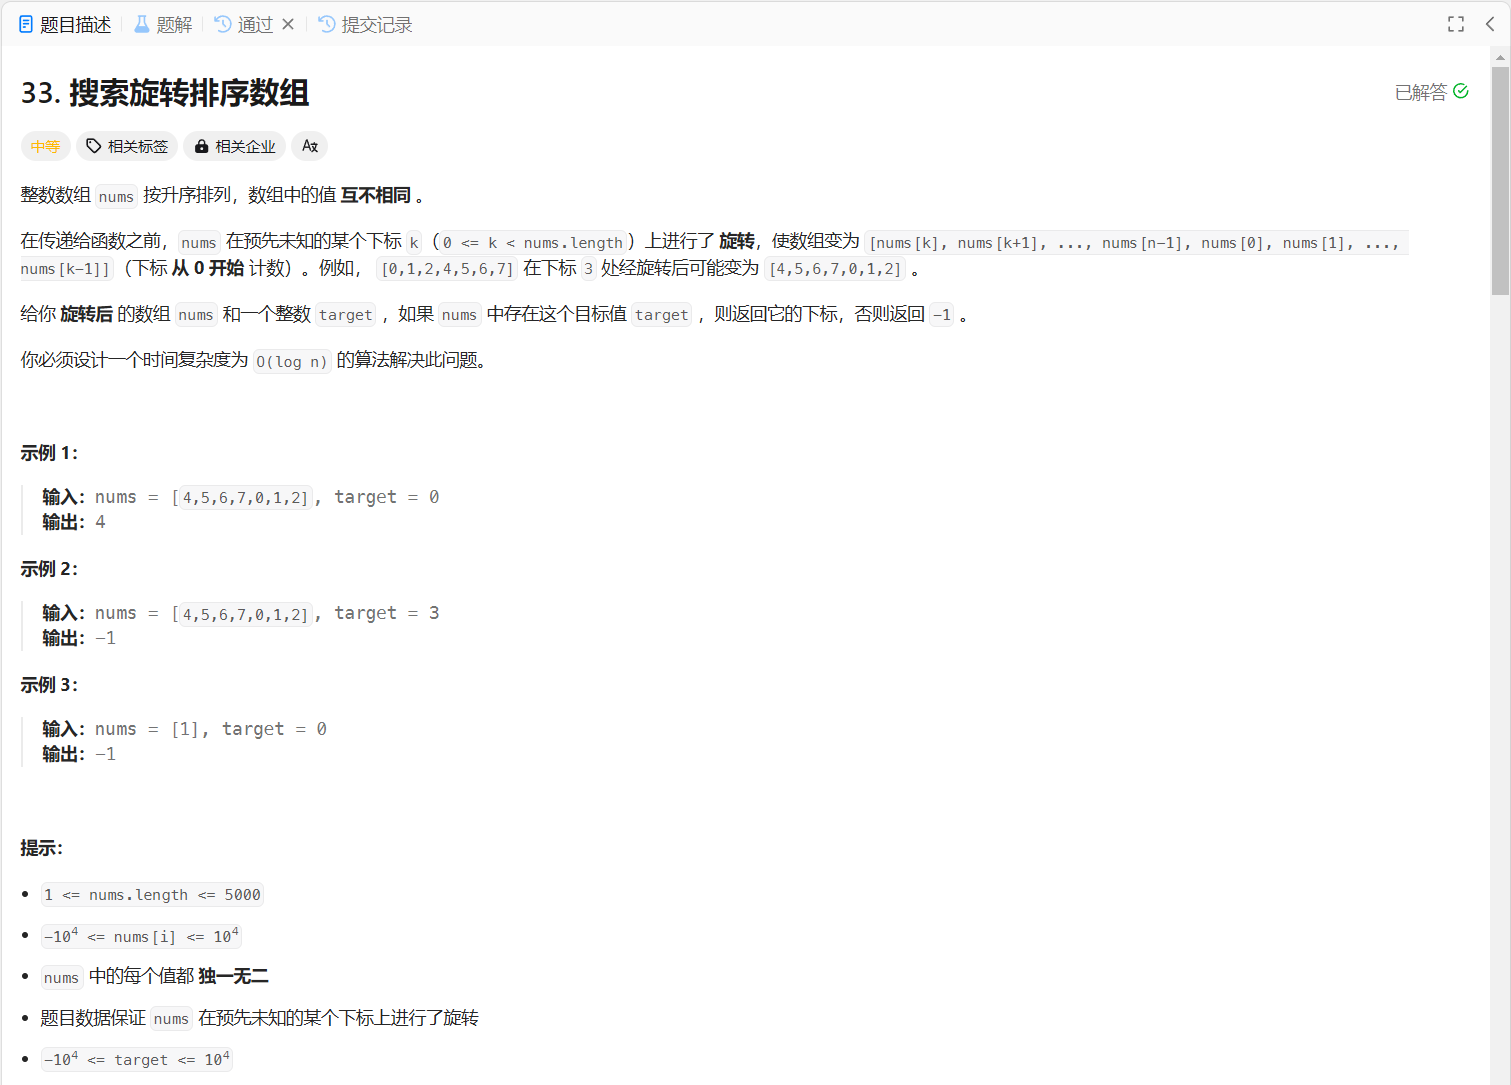 题目描述 题解 通过 提交记录
33. 搜索旋转排序数组
已解答
中等 相关标签 相关企业
整数数组 nums 按升序排列，数组中的值 互不相同 。
在传递给函数之前，nums 在预先未知的某个下标 k（0 <= k < nums.length）上进行了 旋转，使数组变为 [nums[k], nums[k+1], ..., nums[n-1], nums[0], nums[1], ...,
nums[k-1]]（下标 从 0 开始 计数）。例如， [0,1,2,4,5,6,7] 在下标 3 处经旋转后可能变为 [4,5,6,7,0,1,2] 。
给你 旋转后 的数组 nums 和一个整数 target ，如果 nums 中存在这个目标值 target ，则返回它的下标，否则返回 -1 。
你必须设计一个时间复杂度为 O(log n) 的算法解决此问题。
示例 1：
输入：nums = [4,5,6,7,0,1,2], target = 0
输出：4
示例 2：
输入：nums = [4,5,6,7,0,1,2], target = 3
输出：-1
示例 3：
输入：nums = [1], target = 0
输出：-1
提示：
1 <= nums.length <= 5000
-10⁴ <= nums[i] <= 10⁴
nums 中的每个值都 独一无二
题目数据保证 nums 在预先未知的某个下标上进行了旋转
-10⁴ <= target <= 10⁴